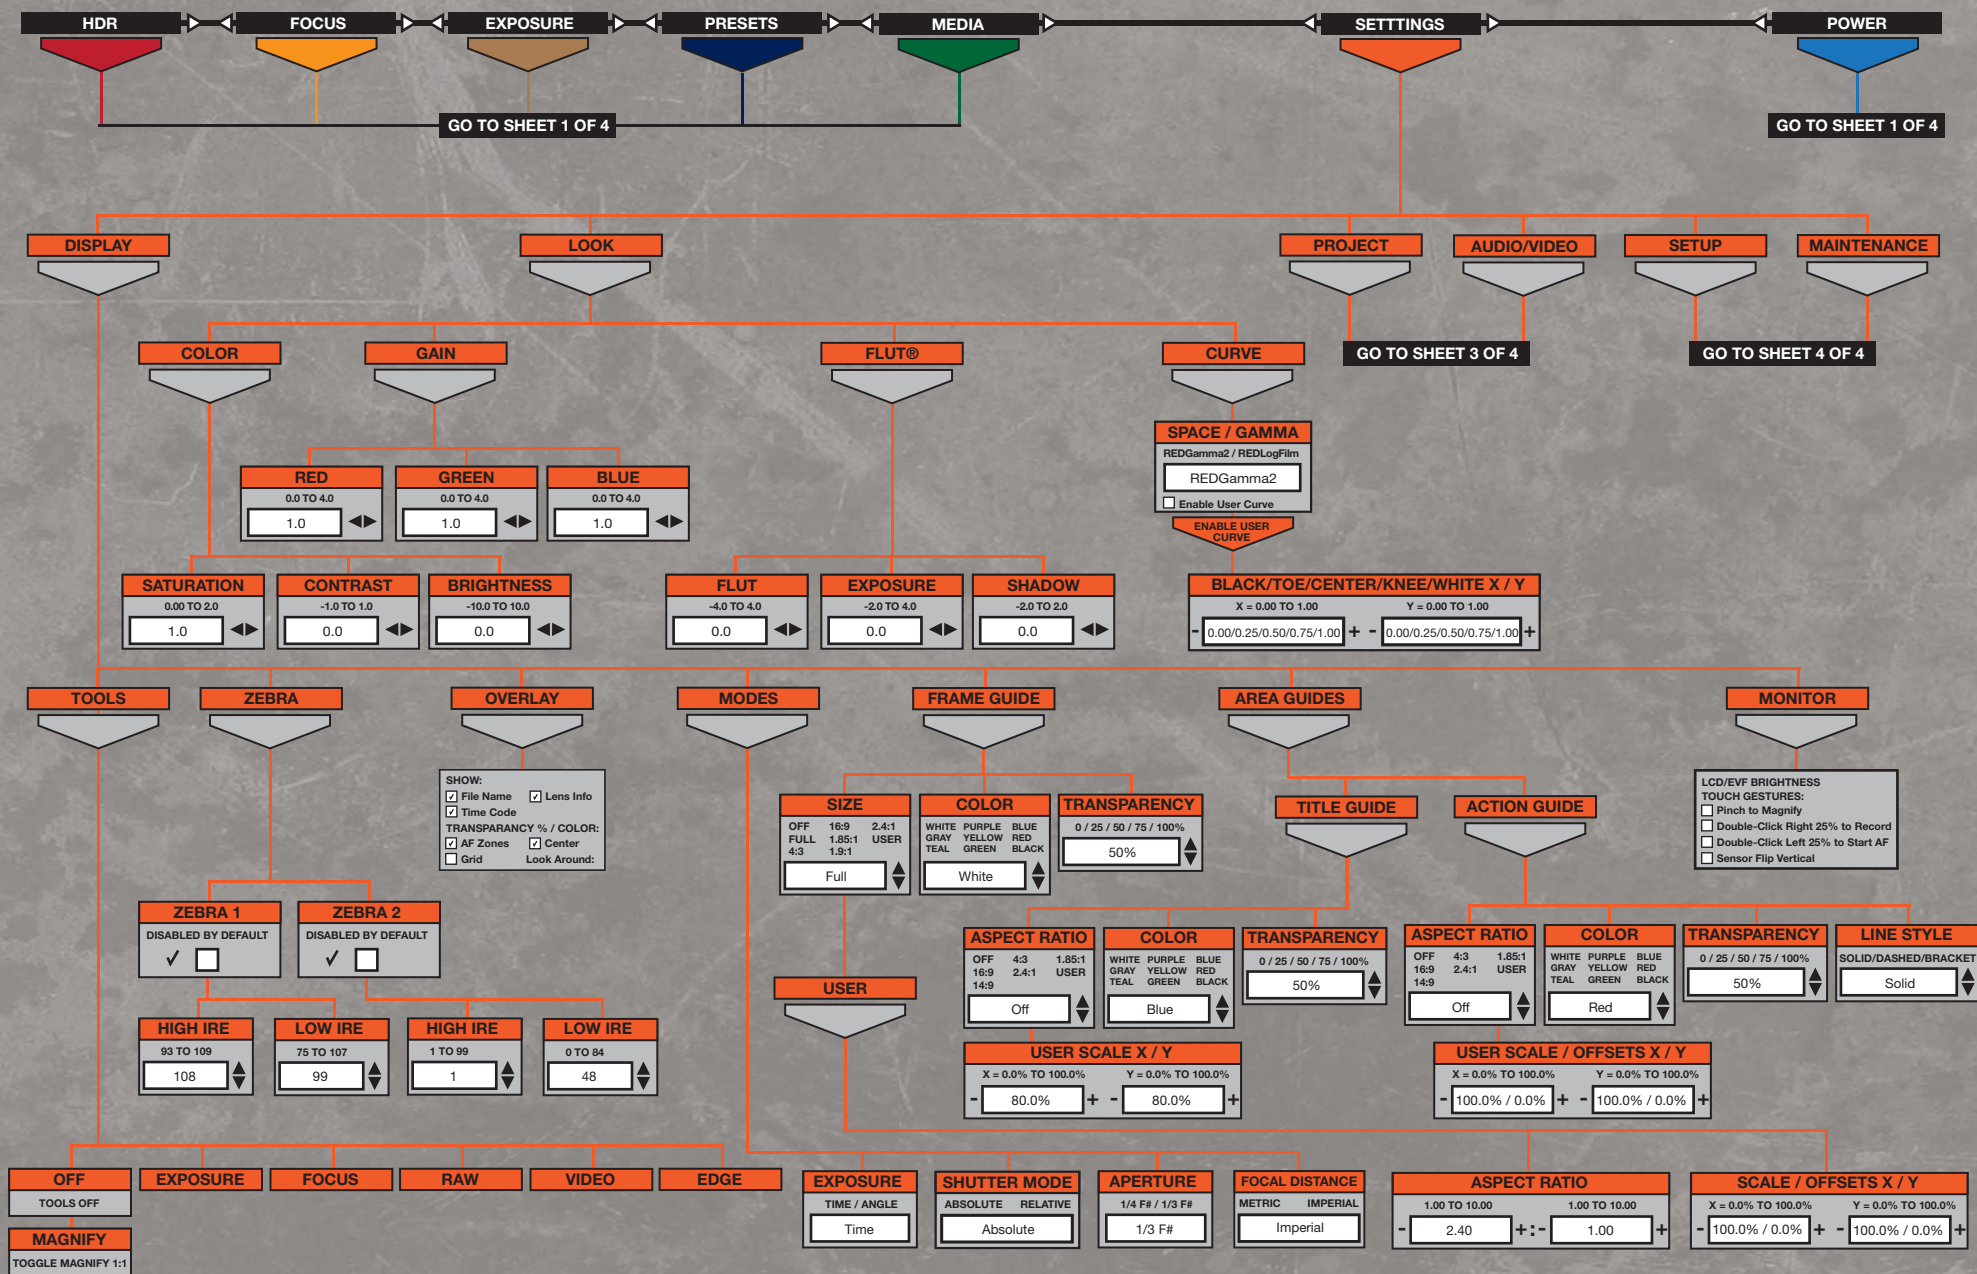 HDR
FOCUS
EXPOSURE
PRESETS
MEDIA
SETTTINGS
POWER
GO TO SHEET 1 OF 4
GO TO SHEET 1 OF 4
DISPLAY
LOOK
PROJECT
AUDIO/VIDEO
SETUP
MAINTENANCE
COLOR
GAIN
FLUT®
CURVE
GO TO SHEET 3 OF 4
GO TO SHEET 4 OF 4
SPACE / GAMMA
REDGamma2 / REDLogFilm
REDGamma2
Enable User Curve
ENABLE USER
CURVE
RED
0.0 TO 4.0
1.0
GREEN
0.0 TO 4.0
1.0
BLUE
0.0 TO 4.0
1.0
SATURATION
0.00 TO 2.0
1.0
CONTRAST
-1.0 TO 1.0
0.0
BRIGHTNESS
-10.0 TO 10.0
0.0
FLUT
-4.0 TO 4.0
0.0
EXPOSURE
-2.0 TO 4.0
0.0
SHADOW
-2.0 TO 2.0
0.0
BLACK/TOE/CENTER/KNEE/WHITE X / Y
X = 0.00 TO 1.00 Y = 0.00 TO 1.00
- 0.00/0.25/0.50/0.75/1.00 + - 0.00/0.25/0.50/0.75/1.00 +
TOOLS
ZEBRA
OVERLAY
MODES
FRAME GUIDE
AREA GUIDES
MONITOR
SHOW:
File Name Lens Info
Time Code
TRANSPARANCY % / COLOR:
AF Zones Center
Grid Look Around:
SIZE
OFF 16:9 2.4:1
FULL 1.85:1 USER
4:3 1.9:1
Full
COLOR
WHITE PURPLE BLUE
GRAY YELLOW RED
TEAL GREEN BLACK
White
TRANSPARENCY
0 / 25 / 50 / 75 / 100%
50%
TITLE GUIDE
ACTION GUIDE
LCD/EVF BRIGHTNESS
TOUCH GESTURES:
Pinch to Magnify
Double-Click Right 25% to Record
Double-Click Left 25% to Start AF
Sensor Flip Vertical
ZEBRA 1
DISABLED BY DEFAULT
ZEBRA 2
DISABLED BY DEFAULT
USER
ASPECT RATIO
OFF 4:3 1.85:1
16:9 2.4:1 USER
14:9
Off
COLOR
WHITE PURPLE BLUE
GRAY YELLOW RED
TEAL GREEN BLACK
Blue
TRANSPARENCY
0 / 25 / 50 / 75 / 100%
50%
ASPECT RATIO
OFF 4:3 1.85:1
16:9 2.4:1 USER
14:9
Off
COLOR
WHITE PURPLE BLUE
GRAY YELLOW RED
TEAL GREEN BLACK
Red
TRANSPARENCY
0 / 25 / 50 / 75 / 100%
50%
LINE STYLE
SOLID/DASHED/BRACKET
Solid
HIGH IRE
93 TO 109
108
LOW IRE
75 TO 107
99
HIGH IRE
1 TO 99
1
LOW IRE
0 TO 84
48
USER SCALE X / Y
X = 0.0% TO 100.0% Y = 0.0% TO 100.0%
- 80.0% + - 80.0% +
USER SCALE / OFFSETS X / Y
X = 0.0% TO 100.0% Y = 0.0% TO 100.0%
- 100.0% / 0.0% + - 100.0% / 0.0% +
OFF
TOOLS OFF
EXPOSURE
FOCUS
RAW
VIDEO
EDGE
MAGNIFY
TOGGLE MAGNIFY 1:1
EXPOSURE
TIME / ANGLE
Time
SHUTTER MODE
ABSOLUTE RELATIVE
Absolute
APERTURE
1/4 F# / 1/3 F#
1/3 F#
FOCAL DISTANCE
METRIC IMPERIAL
Imperial
ASPECT RATIO
1.00 TO 10.00 1.00 TO 10.00
- 2.40 +:- 1.00 +
SCALE / OFFSETS X / Y
X = 0.0% TO 100.0% Y = 0.0% TO 100.0%
- 100.0% / 0.0% + - 100.0% / 0.0% +